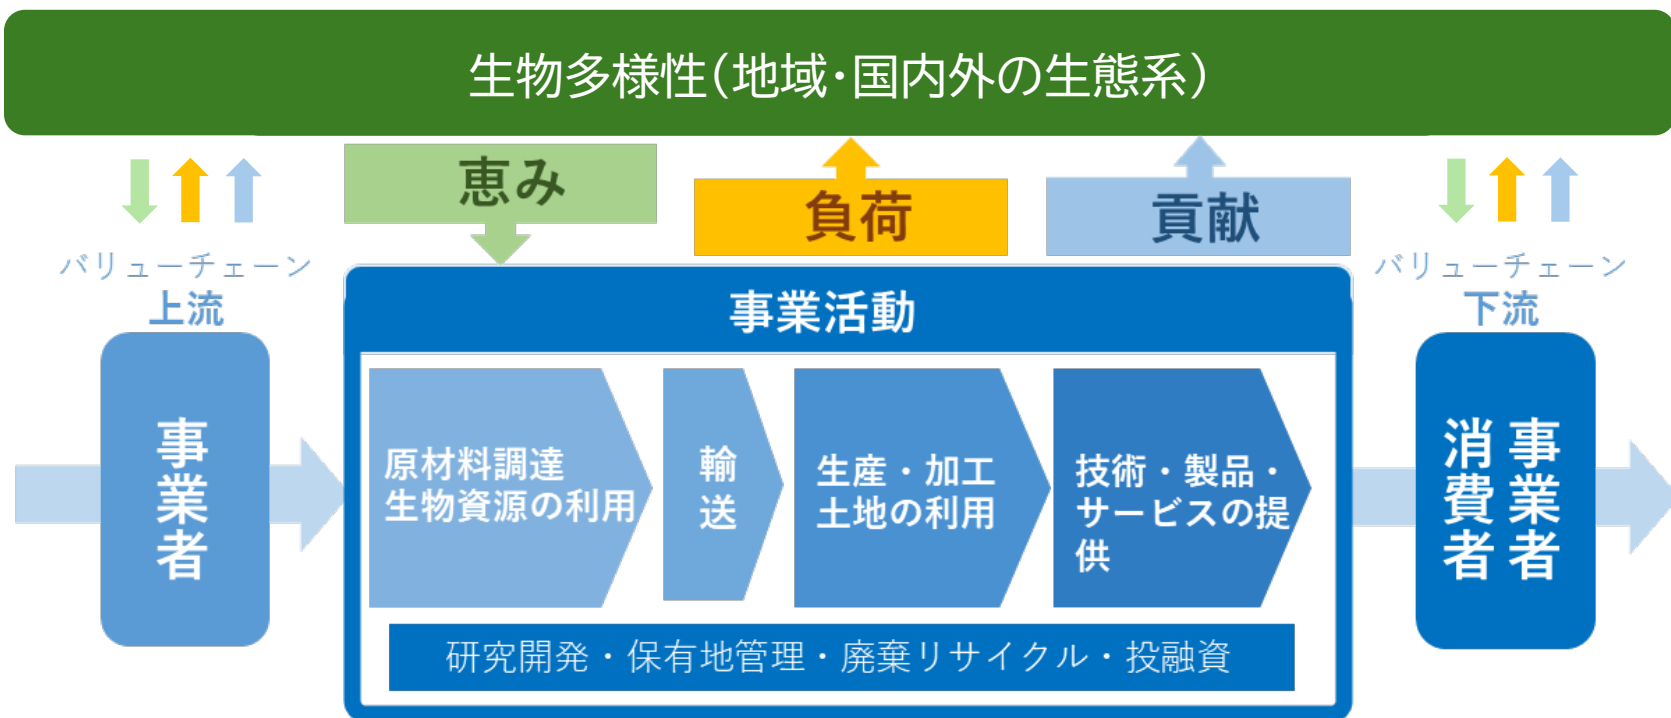 生物多様性(地域・国内外の生態系)
恵み
負荷
貢献
バリューチェーン
上流
事業者
事業活動
原材料調達
生物資源の利用
輸送
生産・加工
土地の利用
技術・製品・
サービスの提
供
研究開発・保有地管理・廃棄リサイクル・投融資
バリューチェーン
下流
事業者
消費者